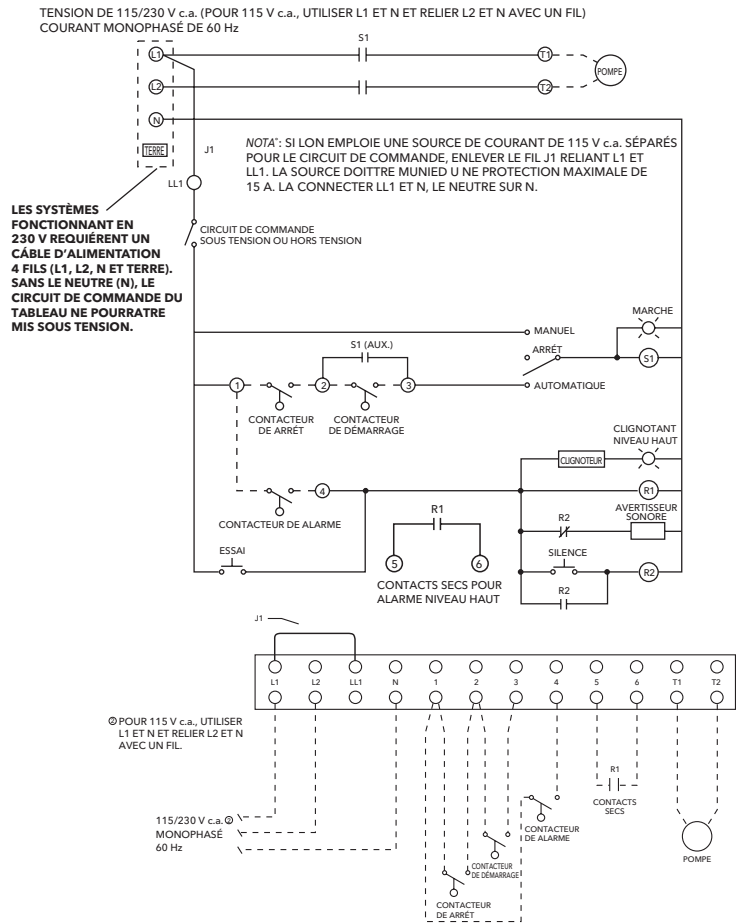 TENSION DE 115/230 V c.a. (POUR 115 V c.a., UTILISER L1 ET N ET RELIER L2 ET N AVEC UN FIL)
COURANT MONOPHASÉ DE 60 Hz
S1
L1
T1
POMPE
L2
T2
N
TERRE
J1
NOTA": SI LON EMPLOIE UNE SOURCE DE COURANT DE 115 V c.a. SÉPARÉS
POUR LE CIRCUIT DE COMMANDE, ENLEVER LE FIL J1 RELIANT L1 ET
LL1. LA SOURCE DOITTRE MUNIED U NE PROTECTION MAXIMALE DE
15 A. LA CONNECTER LL1 ET N, LE NEUTRE SUR N.
LL1
LES SYSTÈMES
FONCTIONNANT EN
230 V REQUIÉRENT UN
CÁBLE D'ALIMENTATION
4 FILS (L1, L2, N ET TERRE).
SANS LE NEUTRE (N), LE
CIRCUIT DE COMMANDE DU
TABLEAU NE POURRATRE
MIS SOUS TENSION.
CIRCUIT DE COMMANDE
SOUS TENSION OU HORS TENSION
MARCHE
MANUEL
S1 (AUX.)
ARRÉT
S1
1
2
3
AUTOMATIQUE
CONTACTEUR
DE ARRÉT
CONTACTEUR
DE DÉMARRAGE
CLIGNOTANT
NIVEAU HAUT
CLIGNOTEUR
4
R1
CONTACTEUR DE ALARME
R1
AVERTISSEUR
SONORE
R2
ESSAI
SILENCE
5
6
R2
CONTACTS SECS POUR
ALARME NIVEAU HAUT
R2
J1
L1 L2 LL1 N 1 2 3 4 5 6 T1 T2
② POUR 115 V c.a., UTILISER
L1 ET N ET RELIER L2 ET N
AVEC UN FIL.
R1
CONTACTS
SECS
115/230 V c.a. ②
MONOPHASÉ
60 Hz
CONTACTEUR
DE ALARME
POMPE
CONTACTEUR
DE DÉMARRAGE
CONTACTEUR
DE ARRÉT